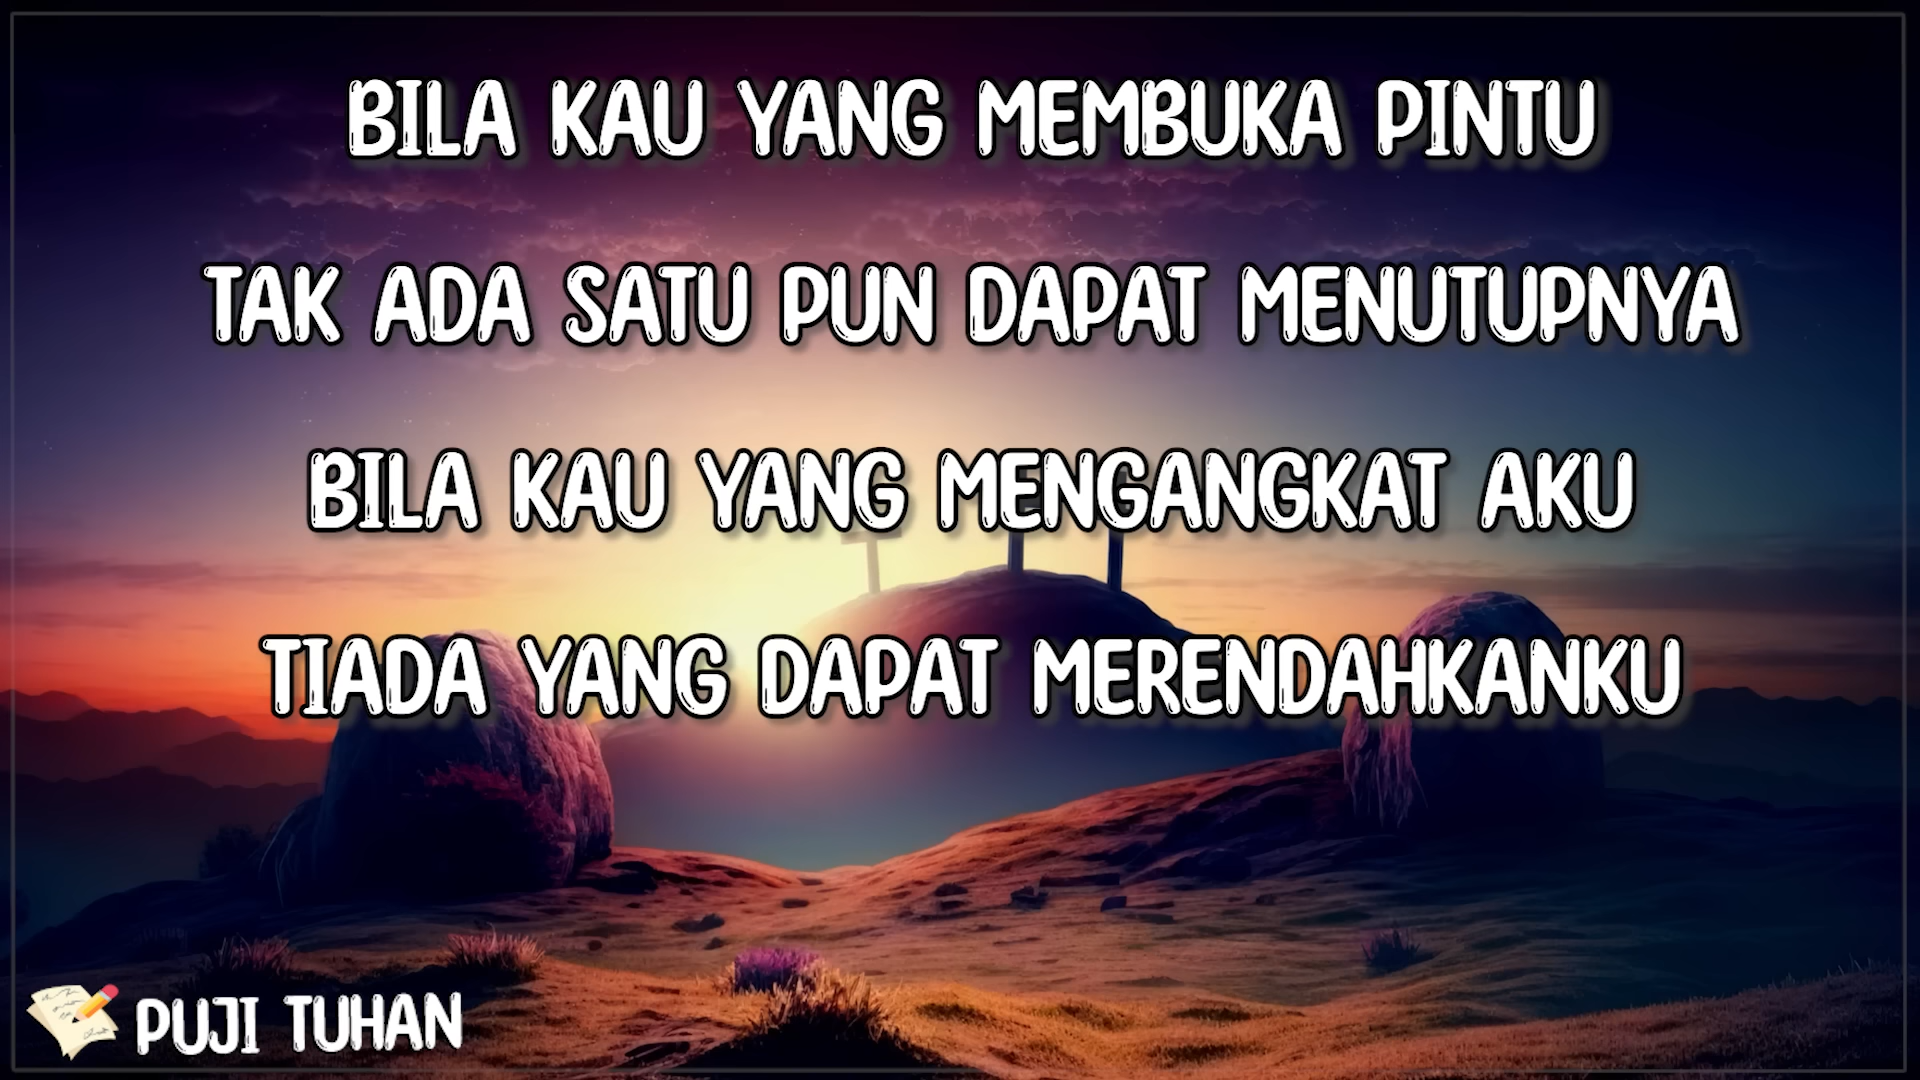 BILA KAU YANG MEMBUKA PINTU
TAK ADA SATU PUN DAPAT MENUTUPNYA
BILA KAU YANG MENGANGKAT AKU
TIADA YANG DAPAT MERENDAHKANKU
PUJI TUHAN